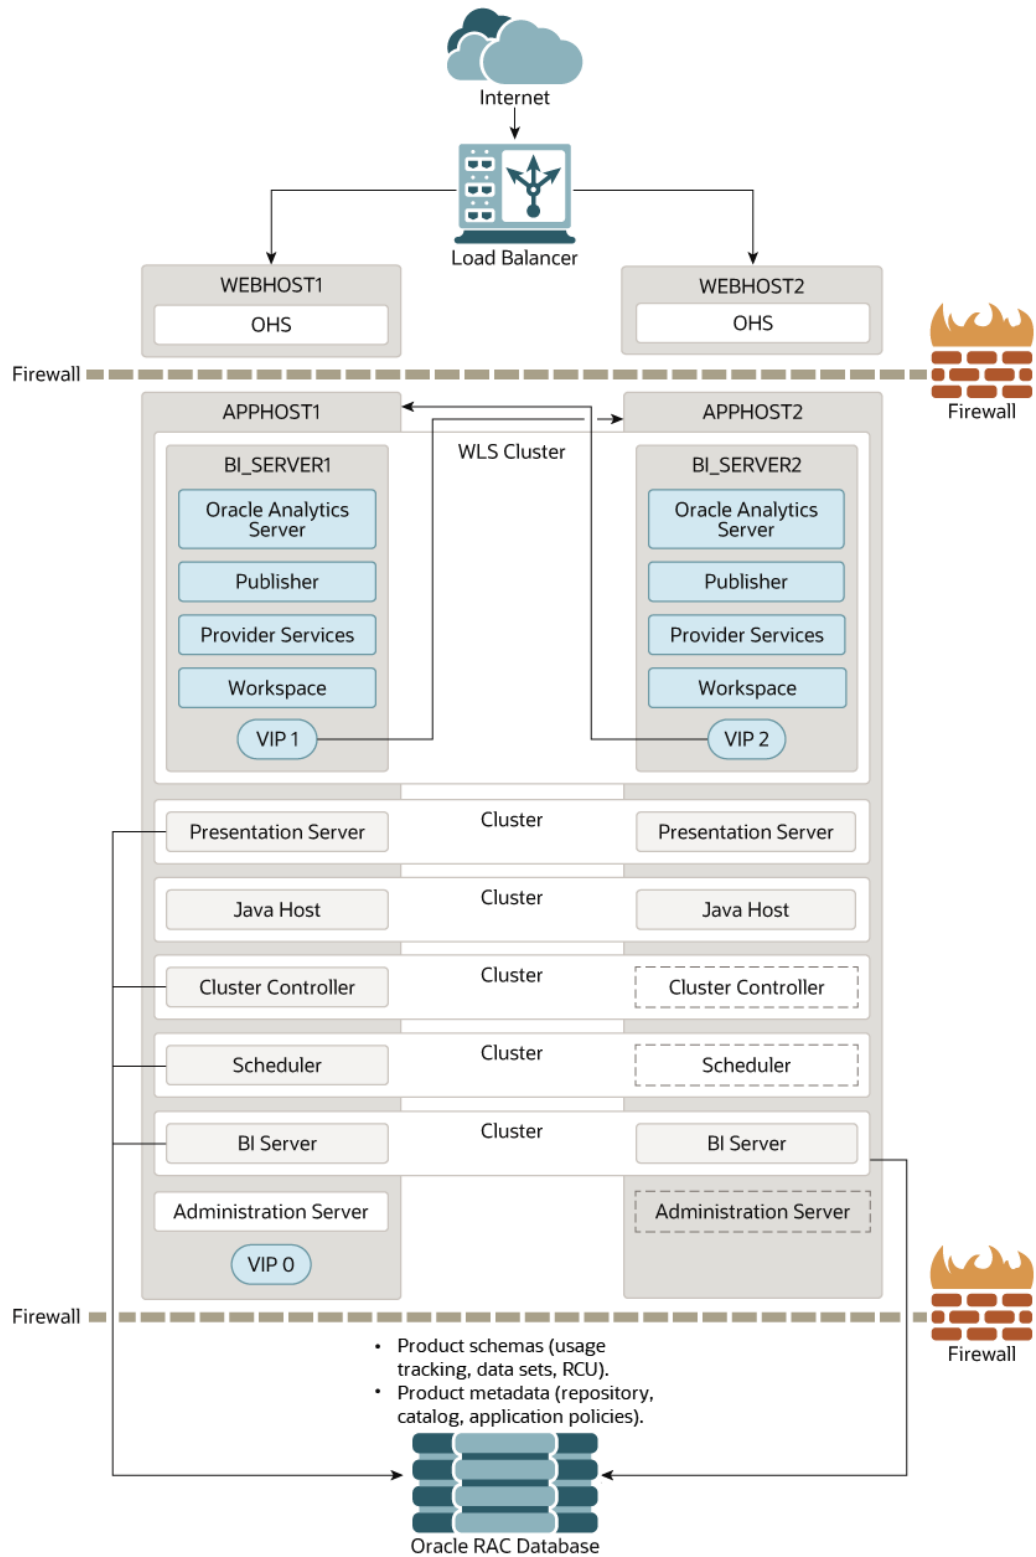 Internet
Load Balancer
WEBHOST1
OHS
WEBHOST2
OHS
Firewall
Firewall
APPHOST1
APPHOST2
WLS Cluster
BI_SERVER1
Oracle Analytics
Server
Publisher
Provider Services
Workspace
VIP 1
BI_SERVER2
Oracle Analytics
Server
Publisher
Provider Services
Workspace
VIP 2
Presentation Server
Cluster
Presentation Server
Java Host
Cluster
Java Host
Cluster Controller
Cluster
Cluster Controller
Scheduler
Cluster
Scheduler
BI Server
Cluster
BI Server
Administration Server
Administration Server
VIP 0
Firewall
Firewall
• Product schemas (usage
tracking, data sets, RCU).
• Product metadata (repository,
catalog, application policies).
Oracle RAC Database